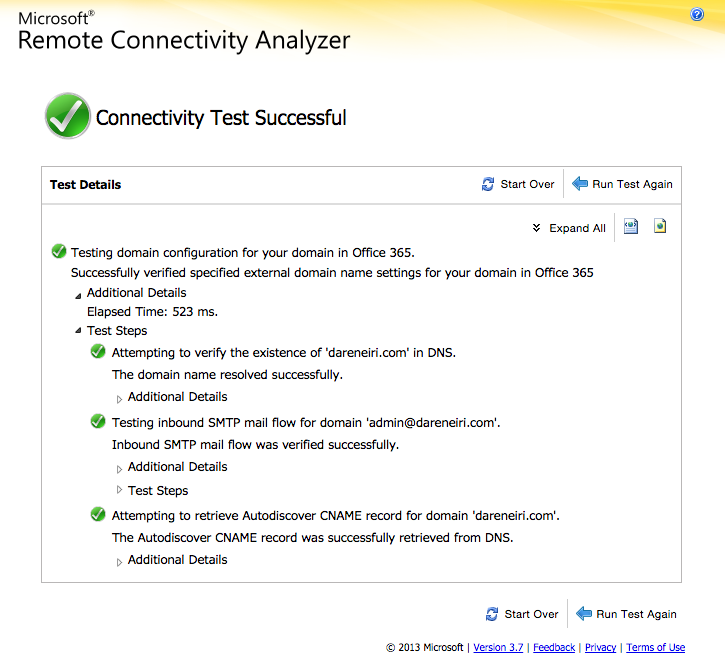 Microsoft®
Remote Connectivity Analyzer
Connectivity Test Successful
Test Details
Start Over
Run Test Again
Expand All
Testing domain configuration for your domain in Office 365.
Successfully verified specified external domain name settings for your domain in Office 365
Additional Details
Elapsed Time: 523 ms.
Test Steps
Attempting to verify the existence of 'dareneiri.com' in DNS.
The domain name resolved successfully.
Additional Details
Testing inbound SMTP mail flow for domain 'admin@dareneiri.com'.
Inbound SMTP mail flow was verified successfully.
Additional Details
Test Steps
Attempting to retrieve Autodiscover CNAME record for domain 'dareneiri.com'.
The Autodiscover CNAME record was successfully retrieved from DNS.
Additional Details
Start Over
Run Test Again
© 2013 Microsoft | Version 3.7 | Feedback | Privacy | Terms of Use